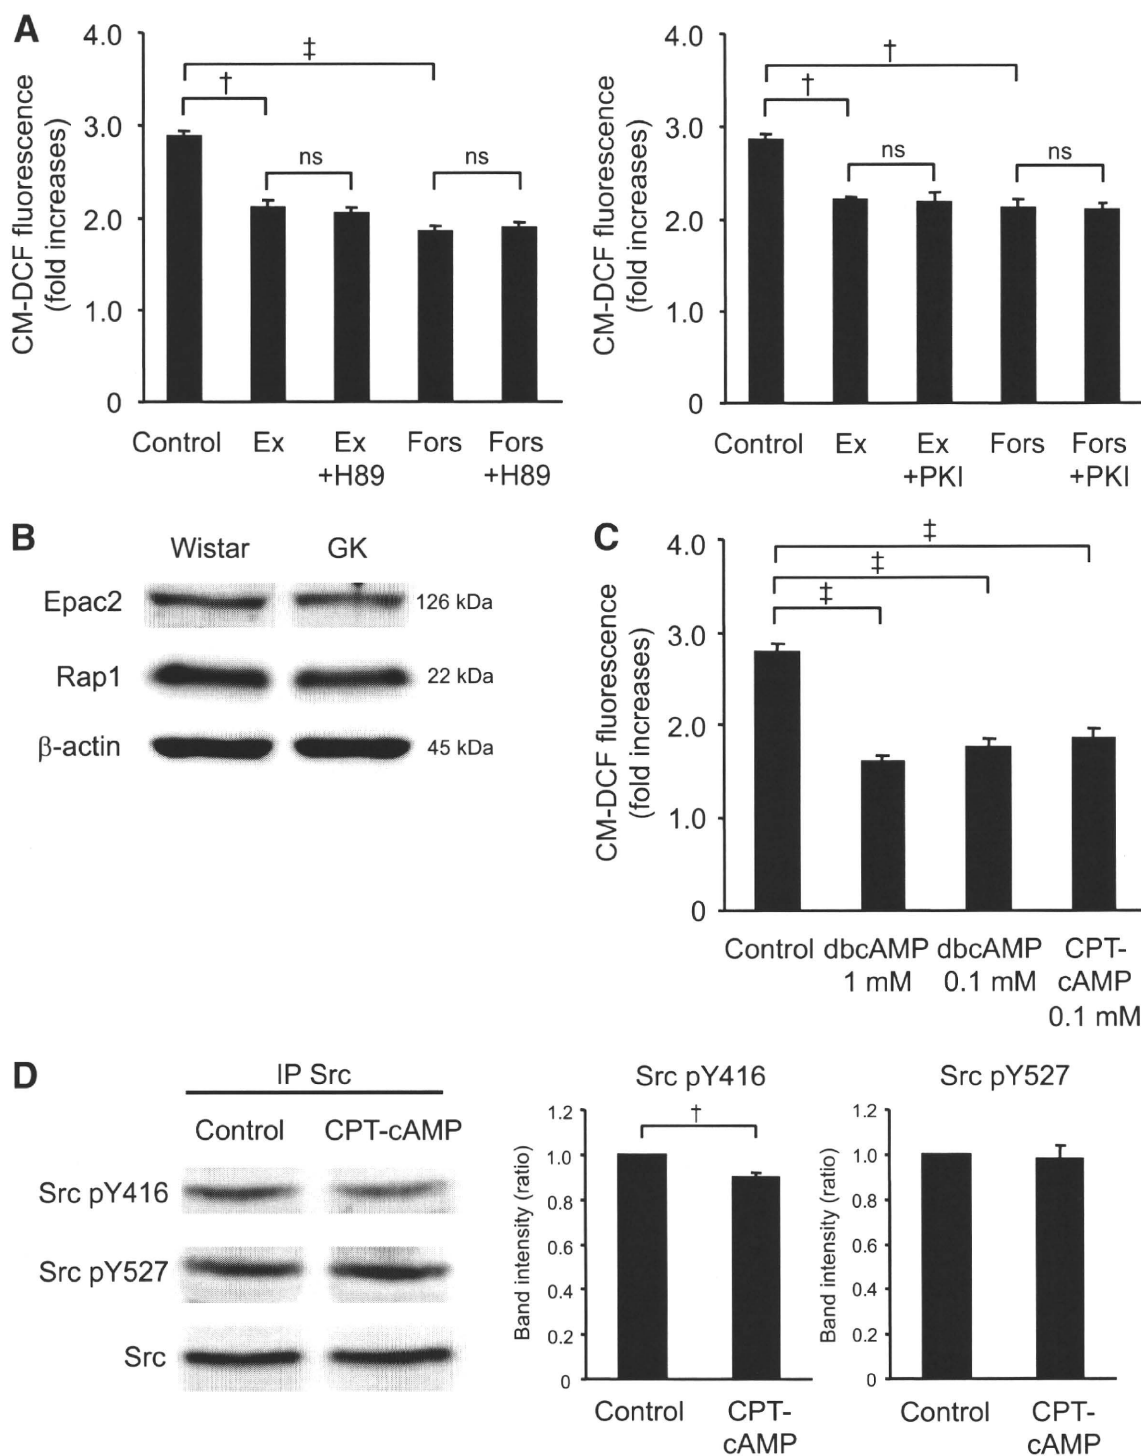 A
CM-DCF fluorescence
(fold increases)
4.0
3.0
2.0
1.0
0
‡
†
ns
ns
Control
Ex
Ex
+H89
Fors
Fors
+H89
CM-DCF fluorescence
(fold increases)
4.0
3.0
2.0
1.0
0
†
†
ns
ns
Control
Ex
Ex
+PKI
Fors
Fors
+PKI
B
Wistar
GK
Epac2
126 kDa
Rap1
22 kDa
β-actin
45 kDa
C
CM-DCF fluorescence
(fold increases)
4.0
3.0
2.0
1.0
0
‡
‡
‡
Control
dbcAMP
1 mM
dbcAMP
0.1 mM
CPT-
cAMP
0.1 mM
D
IP Src
Control
CPT-cAMP
Src pY416
Src pY527
Src
Src pY416
Band intensity (ratio)
1.2
1.0
0.8
0.6
0.4
0.2
0
†
Control
CPT-
cAMP
Src pY527
Band intensity (ratio)
1.2
1.0
0.8
0.6
0.4
0.2
0
Control
CPT-
cAMP